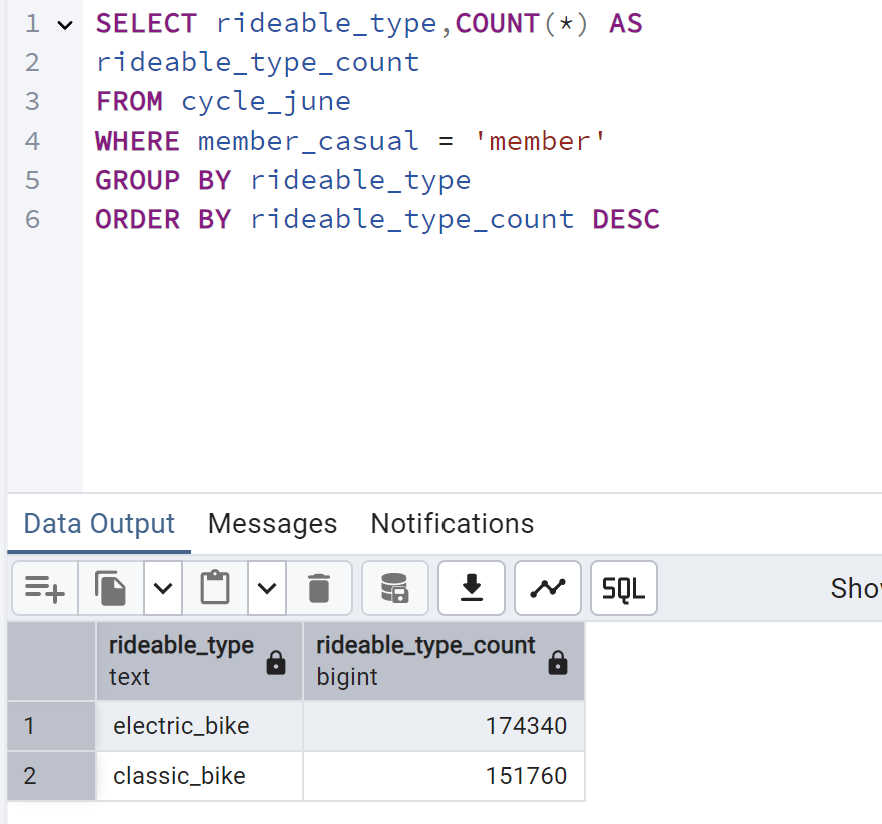 1 SELECT rideable_type,COUNT(*) AS
2 rideable_type_count
3 FROM cycle_june
4 WHERE member_casual = 'member'
5 GROUP BY rideable_type
6 ORDER BY rideable_type_count DESC
Data Output Messages Notifications
SQL Show
rideable_type rideable_type_count
text bigint
1 electric_bike 174340
2 classic_bike 151760